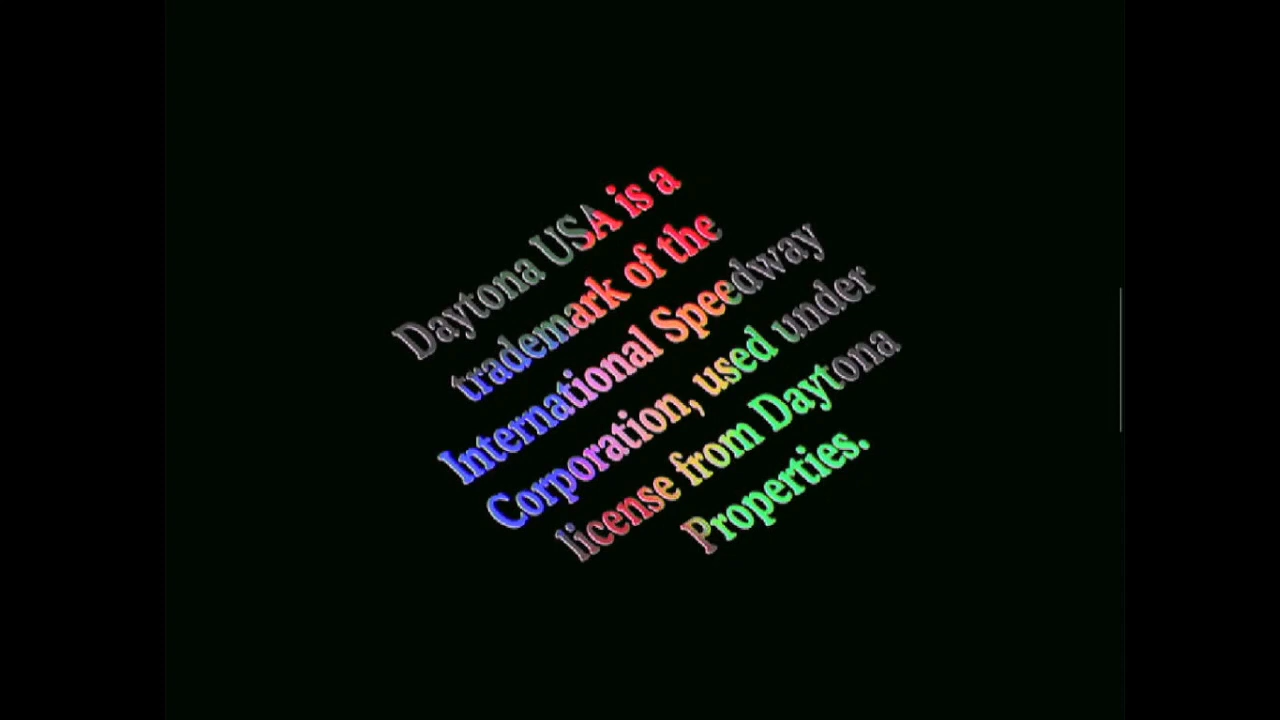 Daytona USA is a
trademark of the
International Speedway
Corporation, used under
license from Daytona
Properties.